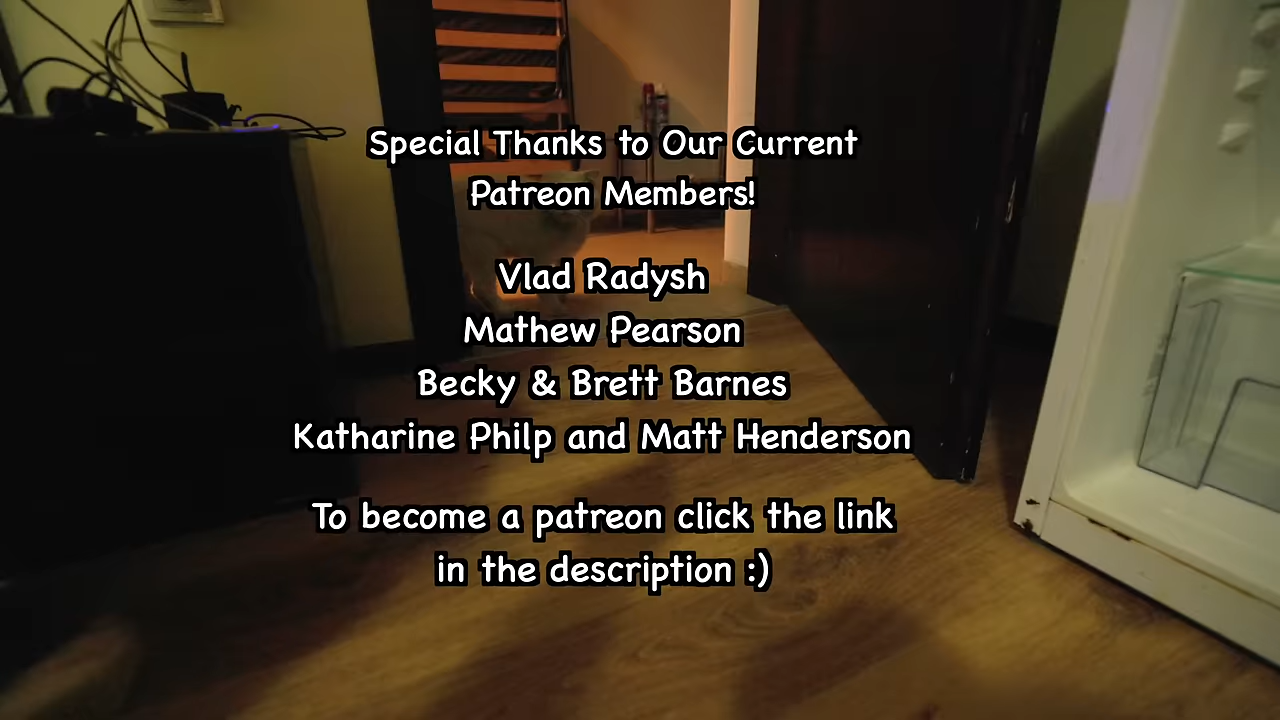 Special Thanks to Our Current
Patreon Members!
Vlad Radysh
Mathew Pearson
Becky & Brett Barnes
Katharine Philp and Matt Henderson
To become a patreon click the link
in the description :)